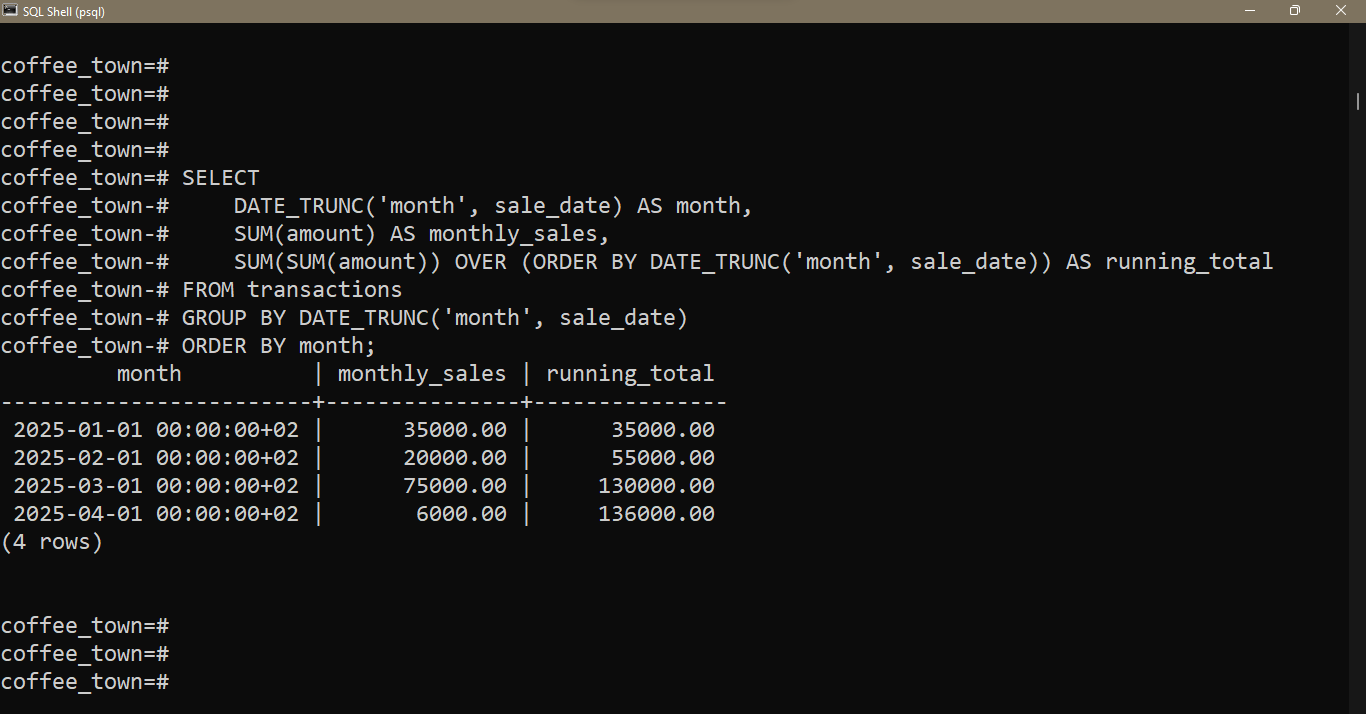 SQL Shell (psql)
coffee_town=#
coffee_town=#
coffee_town=#
coffee_town=#
coffee_town=# SELECT
coffee_town-#     DATE_TRUNC('month', sale_date) AS month,
coffee_town-#     SUM(amount) AS monthly_sales,
coffee_town-#     SUM(SUM(amount)) OVER (ORDER BY DATE_TRUNC('month', sale_date)) AS running_total
coffee_town-# FROM transactions
coffee_town-# GROUP BY DATE_TRUNC('month', sale_date)
coffee_town-# ORDER BY month;
         month          | monthly_sales | running_total
------------------------+---------------+---------------
 2025-01-01 00:00:00+02 |      35000.00 |      35000.00
 2025-02-01 00:00:00+02 |      20000.00 |      55000.00
 2025-03-01 00:00:00+02 |      75000.00 |     130000.00
 2025-04-01 00:00:00+02 |       6000.00 |     136000.00
(4 rows)
coffee_town=#
coffee_town=#
coffee_town=#